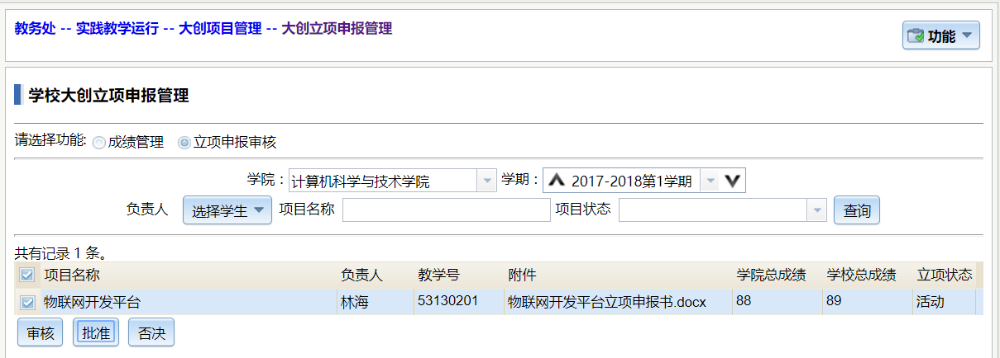 教务处 -- 实践教学运行 -- 大创项目管理 -- 大创立项申报管理
功能
学校大创立项申报管理
请选择功能: 成绩管理 立项申报审核
学院： 计算机科学与技术学院 学期： 2017-2018第1学期
负责人 选择学生 项目名称 项目状态 查询
共有记录 1 条。
项目名称 负责人 教学号 附件 学院总成绩 学校总成绩 立项状态
物联网开发平台 林海 53130201 物联网开发平台立项申报书.docx 88 89 活动
审核 批准 否决